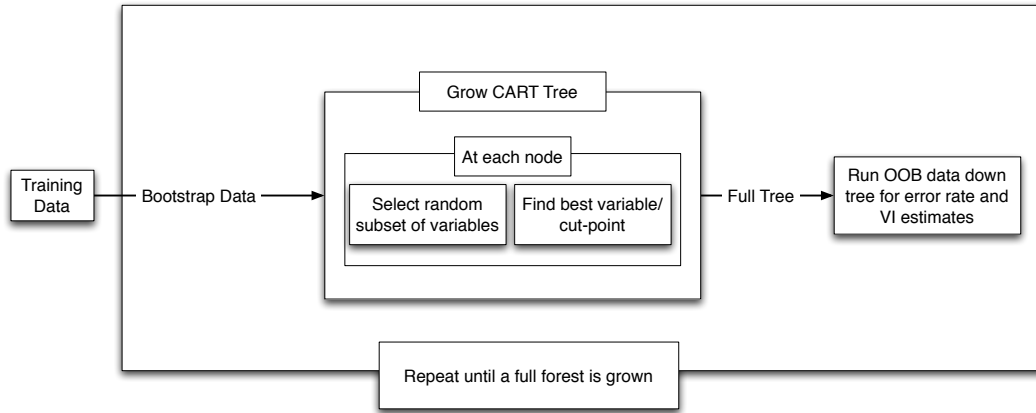 Grow CART Tree
At each node
Training
Data
Bootstrap Data
Select random
subset of variables
Find best variable/
cut-point
Full Tree
Run OOB data down
tree for error rate and
VI estimates
Repeat until a full forest is grown